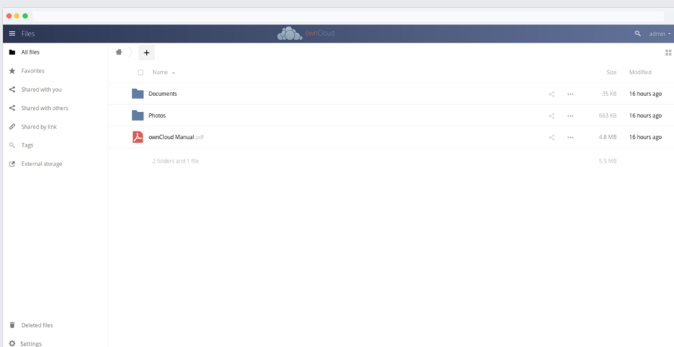 Files
ownCloud
admin
All files
Favorites
Shared with you
Shared with others
Shared by link
Tags
External storage
Deleted files
Settings
+
Name Size Modified
Documents 35 KB 16 hours ago
Photos 663 KB 16 hours ago
ownCloud Manual.pdf 4.8 MB 16 hours ago
2 folders and 1 file 5.5 MB